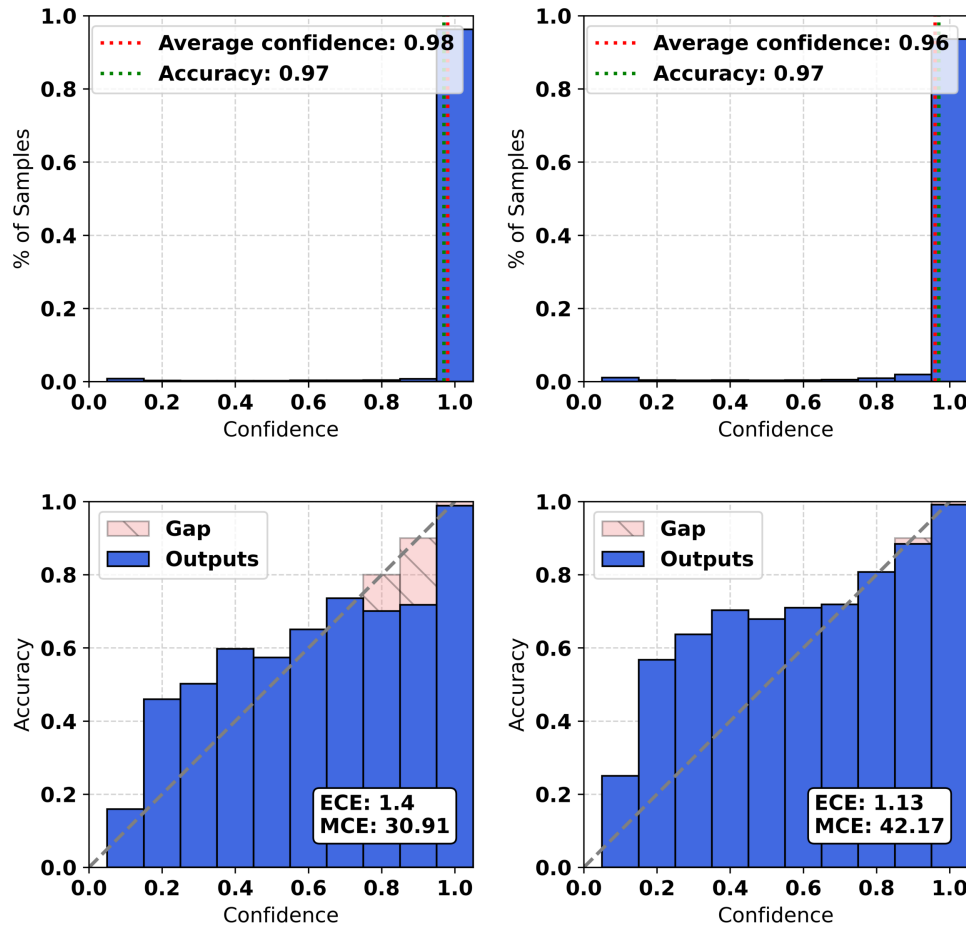 1.0
0.8
0.6
0.4
0.2
0.0
% of Samples
Average confidence: 0.98
Accuracy: 0.97
0.0 0.2 0.4 0.6 0.8 1.0
Confidence
1.0
0.8
0.6
0.4
0.2
0.0
% of Samples
Average confidence: 0.96
Accuracy: 0.97
0.0 0.2 0.4 0.6 0.8 1.0
Confidence
1.0
0.8
0.6
0.4
0.2
0.0
Accuracy
Gap
Outputs
ECE: 1.4
MCE: 30.91
0.0 0.2 0.4 0.6 0.8 1.0
Confidence
1.0
0.8
0.6
0.4
0.2
0.0
Accuracy
Gap
Outputs
ECE: 1.13
MCE: 42.17
0.0 0.2 0.4 0.6 0.8 1.0
Confidence